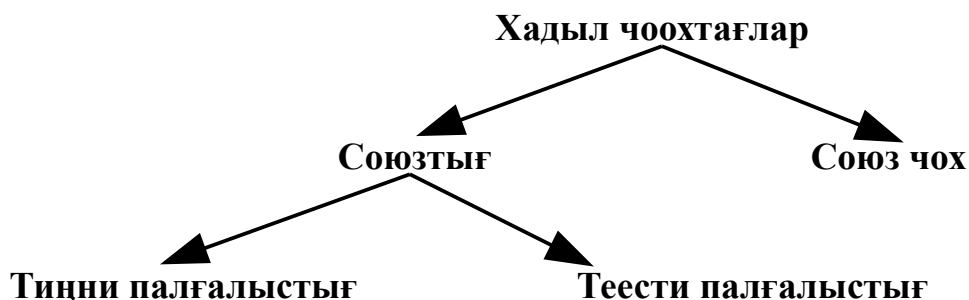 Хадыл чоохтағлар
Союзтығ Союз чох
Тиңни палғалыстығ Теести палғалыстығ